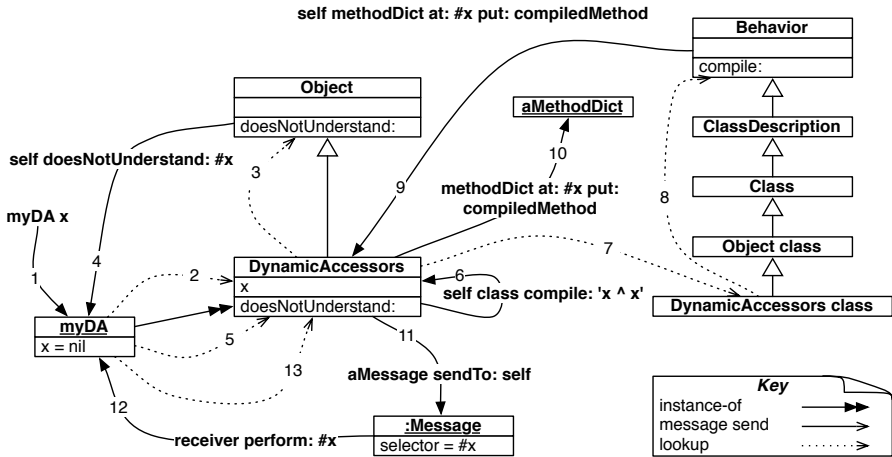 self methodDict at: #x put: compiledMethod
Behavior
compile:
Object
doesNotUnderstand:
aMethodDict
ClassDescription
self doesNotUnderstand: #x
3
10
9
methodDict at: #x put:
compiledMethod
Class
8
myDA x
4
1
2
7
Object class
DynamicAccessors
x
doesNotUnderstand:
6
self class compile: 'x ^ x'
DynamicAccessors class
myDA
x = nil
5
11
13
aMessage sendTo: self
12
Key
instance-of
message send
lookup
receiver perform: #x
:Message
selector = #x